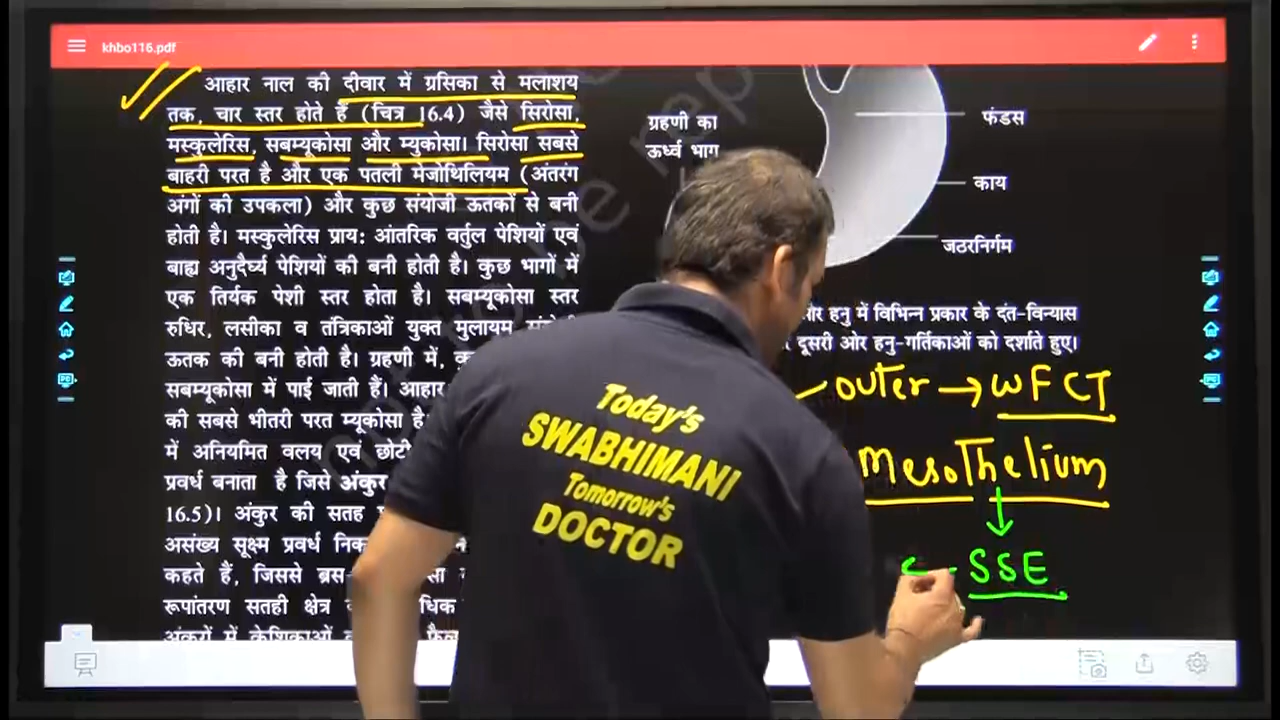 khbo116.pdf
आहार नाल की दीवार में ग्रसिका से मलाशय
तक, चार स्तर होते हैं (चित्र 16.4) जैसे सिरोसा,
मस्कुलेरिस, सबम्यूकोसा और म्युकोसा। सिरोसा सबसे
बाहरी परत है और एक पतली मेजोथिलियम (अंतरंग
अंगों की उपकला) और कुछ संयोजी ऊतकों से बनी
होती है। मस्कुलेरिस प्राय: आंतरिक वर्तुल पेशियों एवं
बाह्य अनुदैर्घ्य पेशियों की बनी होती है। कुछ भागों में
एक तिर्यक पेशी स्तर होता है। सबम्यूकोसा स्तर
रुधिर, लसीका व तंत्रिकाओं युक्त मुलायम
ऊतक की बनी होती है। ग्रहणी में,
सबम्यूकोसा में पाई जाती हैं। आहार
की सबसे भीतरी परत म्यूकोसा है
में अनियमित वलय एवं छोटी
प्रवर्ध बनाता है जिसे अंकुर
16.5)। अंकुर की सतह
असंख्य सूक्ष्म प्रवर्ध
कहते हैं, जिससे ब्रस
रूपांतरण सतही क्षेत्र
अंकुरों में केशिकाओं
ग्रहणी का
ऊर्ध्व भाग
फंडस
काय
जठरनिर्गम
और हनु में विभिन्न प्रकार के दंत-विन्यास
दूसरी ओर हनु-गर्तिकाओं को दर्शाते हुए।
outer → WFCT
Mesothelium
↓
SSE
Today's
SWABHIMANI
Tomorrow's
DOCTOR